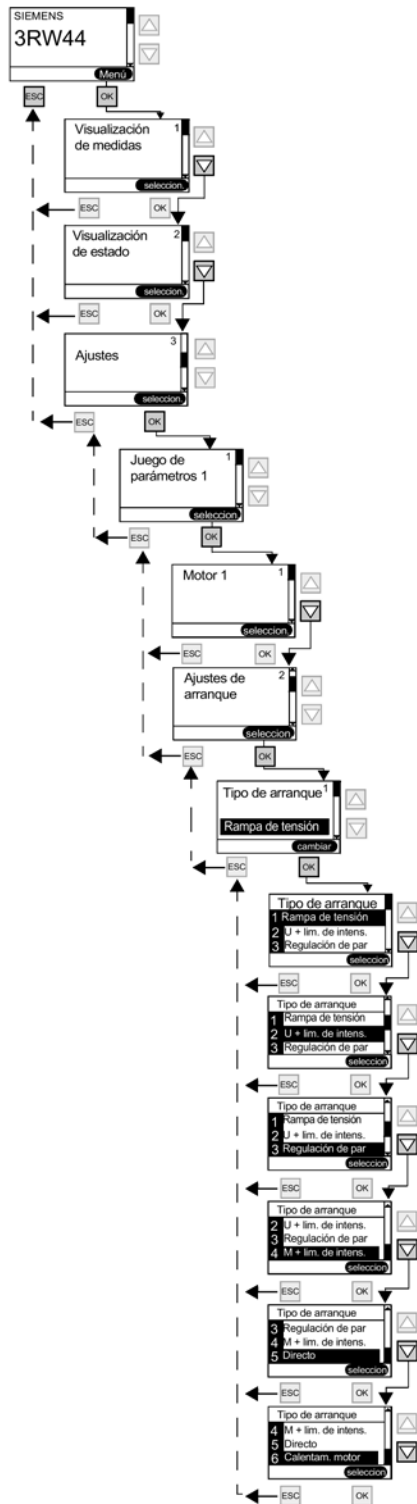 SIEMENS
3RW44
Menú
ESC
OK
Visualización
de medidas
1
seleccion.
ESC
OK
Visualización
de estado
2
seleccion.
ESC
OK
Ajustes
3
seleccion.
ESC
OK
Juego de
parámetros 1
1
seleccion
ESC
OK
Motor 1
1
seleccion.
ESC
OK
Ajustes de
arranque
2
seleccion.
ESC
OK
Tipo de arranque
1
Rampa de tensión
cambiar
ESC
OK
Tipo de arranque
1 Rampa de tensión
2 U + lim. de intens.
3 Regulación de par
seleccion
ESC
OK
Tipo de arranque
1 Rampa de tensión
2 U + lim. de intens.
3 Regulación de par
seleccion
ESC
OK
Tipo de arranque
1 Rampa de tensión
2 U + lim. de intens.
3 Regulación de par
seleccion
ESC
OK
Tipo de arranque
2 U + lim. de intens.
3 Regulación de par
4 M + lim. de intens.
seleccion
ESC
OK
Tipo de arranque
3 Regulación de par
4 M + lim. de intens.
5 Directo
seleccion
ESC
OK
Tipo de arranque
4 M + lim. de intens.
5 Directo
6 Calentam. motor
seleccion
ESC
OK